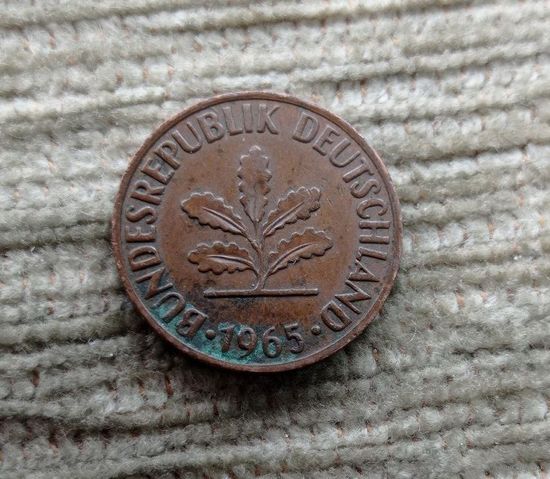 BUNDESREPUBLIK DEUTSCHLAND
· 1965 ·